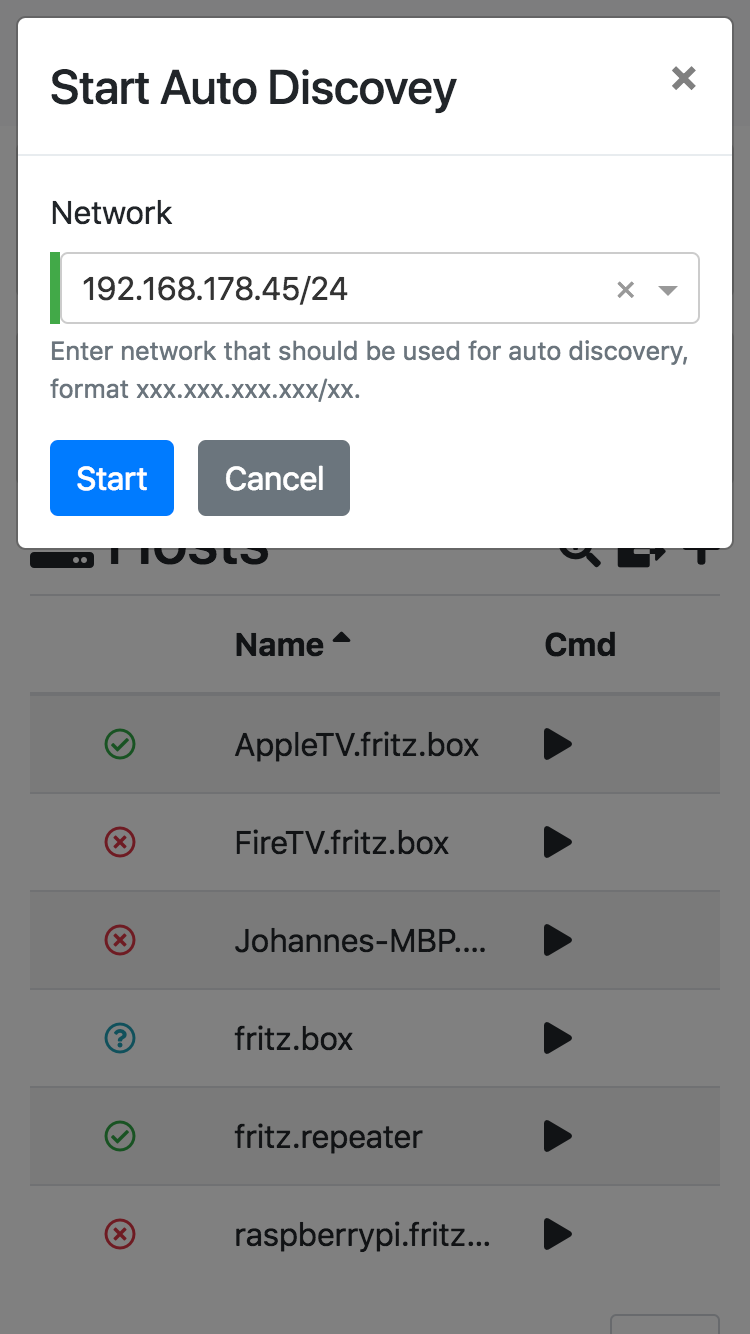 Start Auto Discovey
Network
192.168.178.45/24
Enter network that should be used for auto discovery,
format xxx.xxx.xxx.xxx/xx.
Start Cancel
Hosts
Name Cmd
AppleTV.fritz.box
FireTV.fritz.box
Johannes-MBP....
fritz.box
fritz.repeater
raspberrypi.fritz...